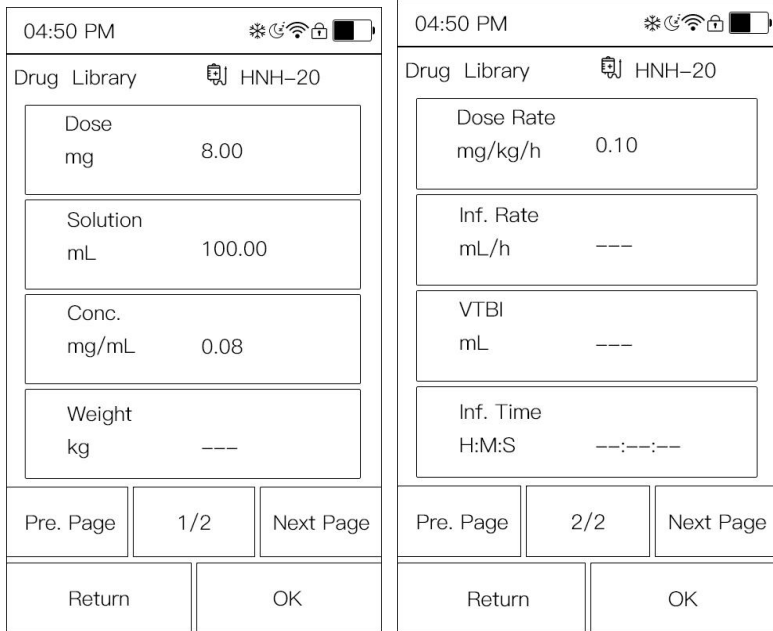 04:50 PM
Drug Library HNH-20
Dose
mg 8.00
Solution
mL 100.00
Conc.
mg/mL 0.08
Weight
kg ---
Pre. Page 1/2 Next Page
Return OK
04:50 PM
Drug Library HNH-20
Dose Rate
mg/kg/h 0.10
Inf. Rate
mL/h ---
VTBI
mL ---
Inf. Time
H:M:S --:--:--
Pre. Page 2/2 Next Page
Return OK